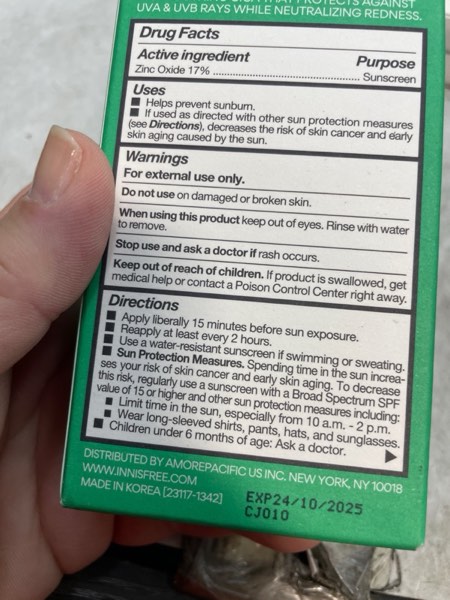 PROTECTS AGAINST
UVA & UVB RAYS WHILE NEUTRALIZING REDNESS.
Drug Facts
Active ingredient Purpose
Zinc Oxide 17% ........................................ Sunscreen
Uses
■ Helps prevent sunburn.
■ If used as directed with other sun protection measures
(see Directions), decreases the risk of skin cancer and early
skin aging caused by the sun.
Warnings
For external use only.
Do not use on damaged or broken skin.
When using this product keep out of eyes. Rinse with water
to remove.
Stop use and ask a doctor if rash occurs.
Keep out of reach of children. If product is swallowed, get
medical help or contact a Poison Control Center right away.
Directions
■ Apply liberally 15 minutes before sun exposure.
■ Reapply at least every 2 hours.
■ Use a water-resistant sunscreen if swimming or sweating.
■ Sun Protection Measures. Spending time in the sun increa-
ses your risk of skin cancer and early skin aging. To decrease
this risk, regularly use a sunscreen with a Broad Spectrum SPF
value of 15 or higher and other sun protection measures including:
■ Limit time in the sun, especially from 10 a.m. - 2 p.m.
■ Wear long-sleeved shirts, pants, hats, and sunglasses.
■ Children under 6 months of age: Ask a doctor.
DISTRIBUTED BY AMOREPACIFIC US INC. NEW YORK, NY 10018
WWW.INNISFREE.COM
MADE IN KOREA [23117-1342]
EXP24/10/2025
CJ010